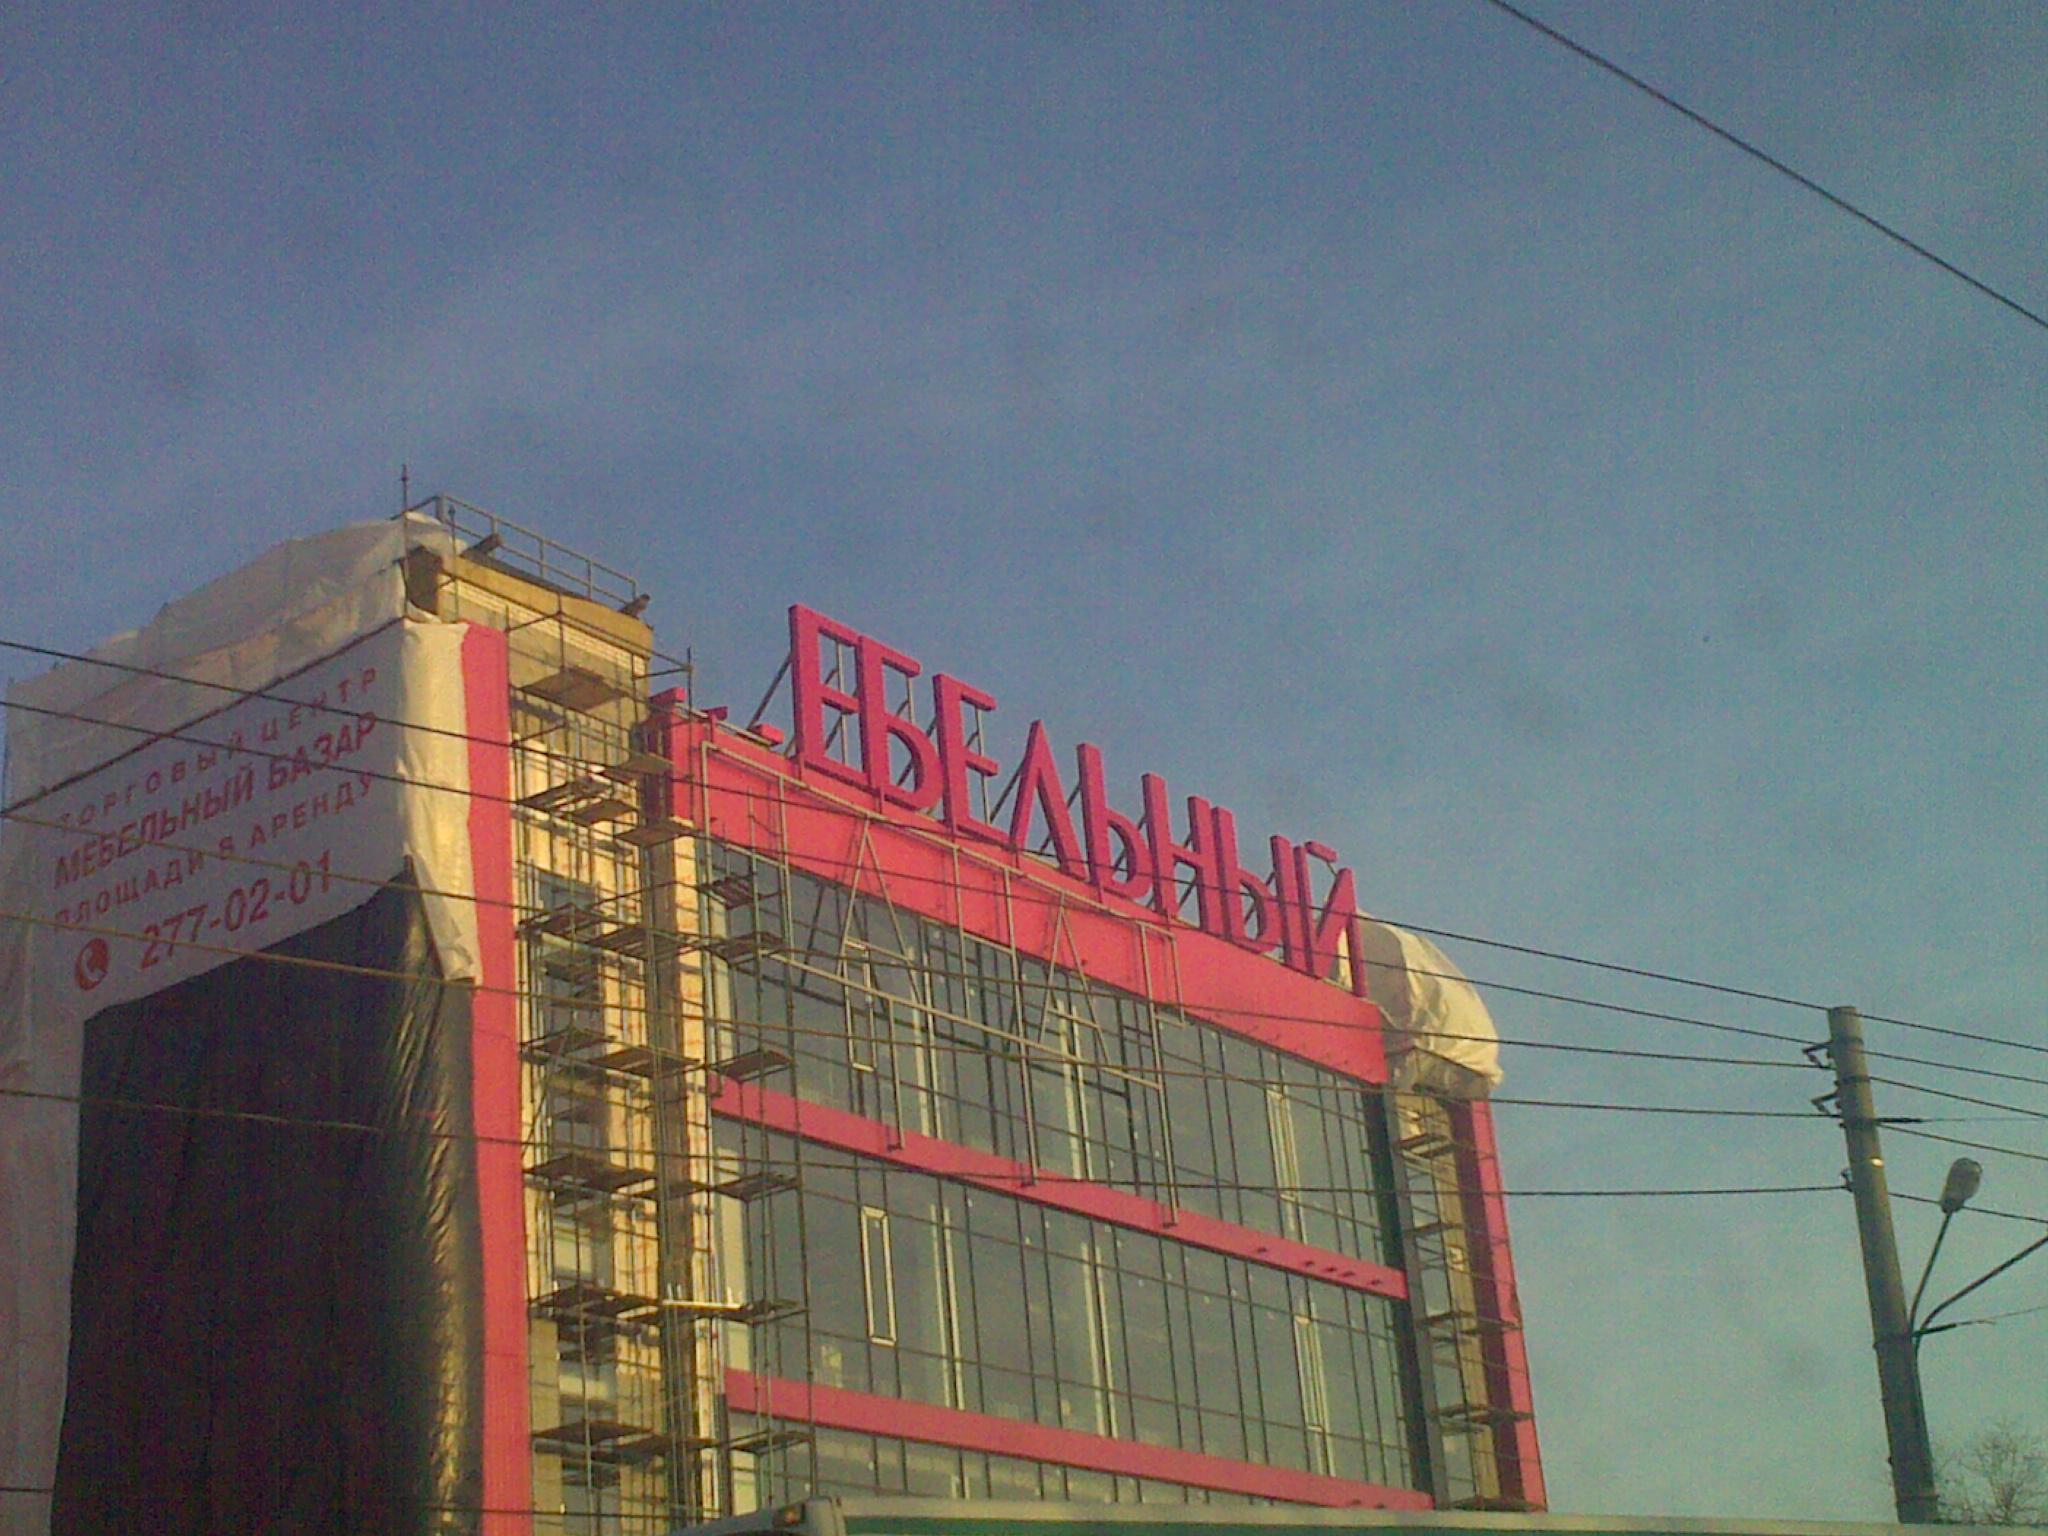 ТОРГОВЫЙ ЦЕНТР
МЕБЕЛЬНЫЙ БАЗАР
ПЛОЩАДИ В АРЕНДУ
277-02-01
ЕБЕЛЬНЫЙ